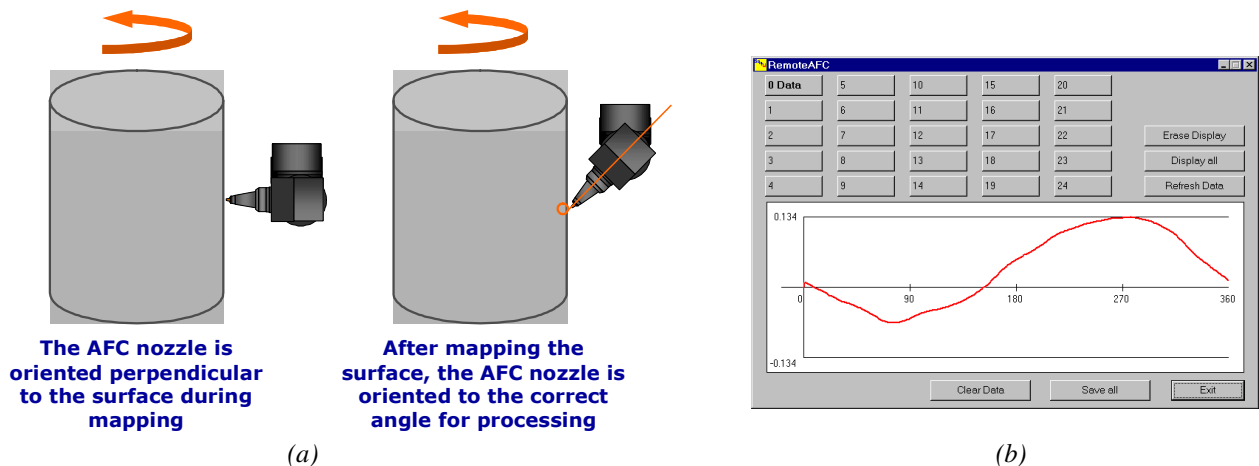 The AFC nozzle is
oriented perpendicular
to the surface during
mapping
After mapping the
surface, the AFC nozzle is
oriented to the correct
angle for processing
(a)
RemoteAFC
0 Data 5 10 15 20
1 6 11 16 21
2 7 12 17 22 Erase Display
3 8 13 18 23 Display all
4 9 14 19 24 Refresh Data
0.134
0 90 180 270 360
-0.134
Clear Data Save all Exit
(b)